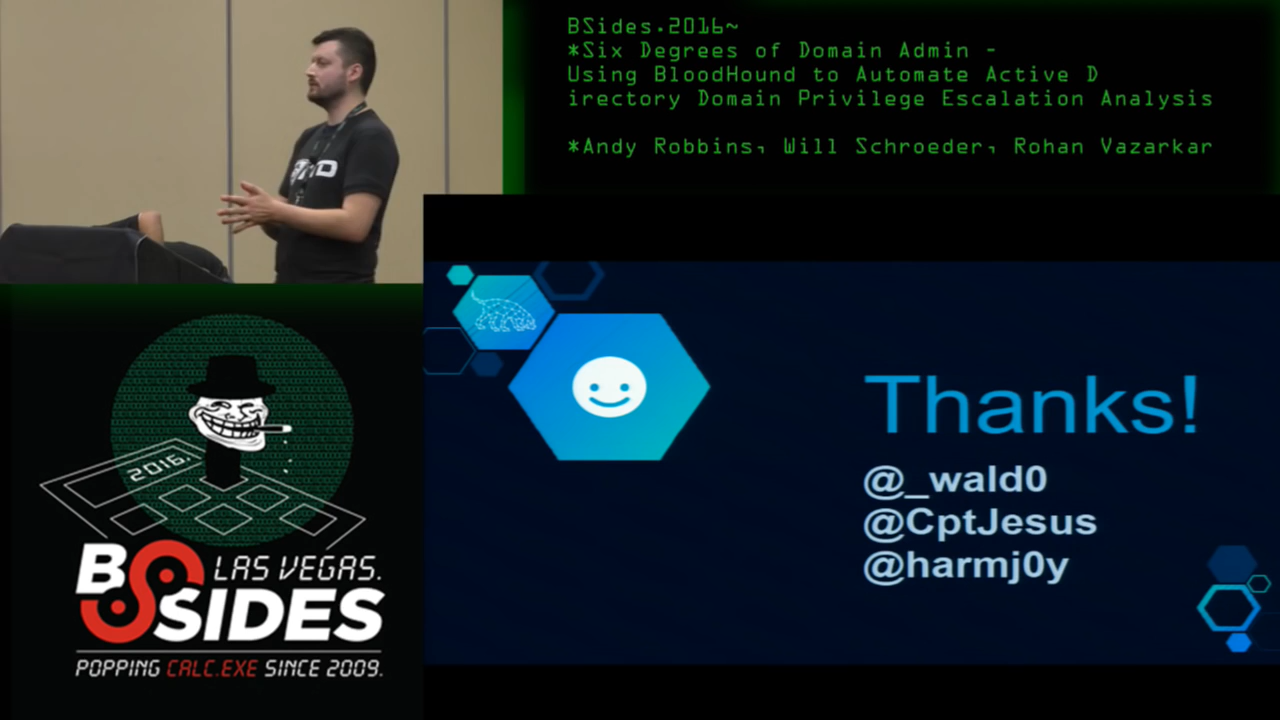 BSides.2016~
*Six Degrees of Domain Admin -
Using BloodHound to Automate Active D
irectory Domain Privilege Escalation Analysis
*Andy Robbins, Will Schroeder, Rohan Vazarkar
Thanks!
@_wald0
@CptJesus
@harmj0y
2016.
BSIDES LAS VEGAS.
POPPING CALC.EXE SINCE 2009.